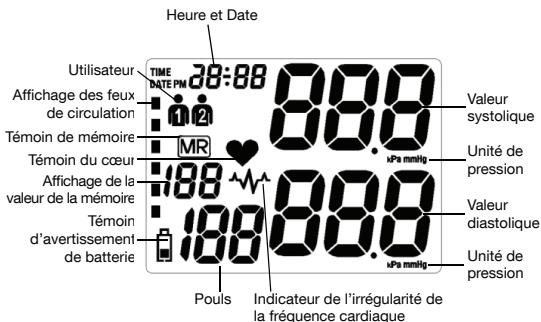 Heure et Date
Utilisateur
Affichage des feux
de circulation
Témoin de mémoire
Témoin du cœur
Affichage de la
valeur de la mémoire
Témoin
d’avertissement
de batterie
TIME
DATE PM 28:88
1 2
MR
188
188
888
kPa mmHg
888
kPa mmHg
Valeur
systolique
Unité de
pression
Valeur
diastolique
Unité de
pression
Pouls
Indicateur de l’irrégularité de
la fréquence cardiaque